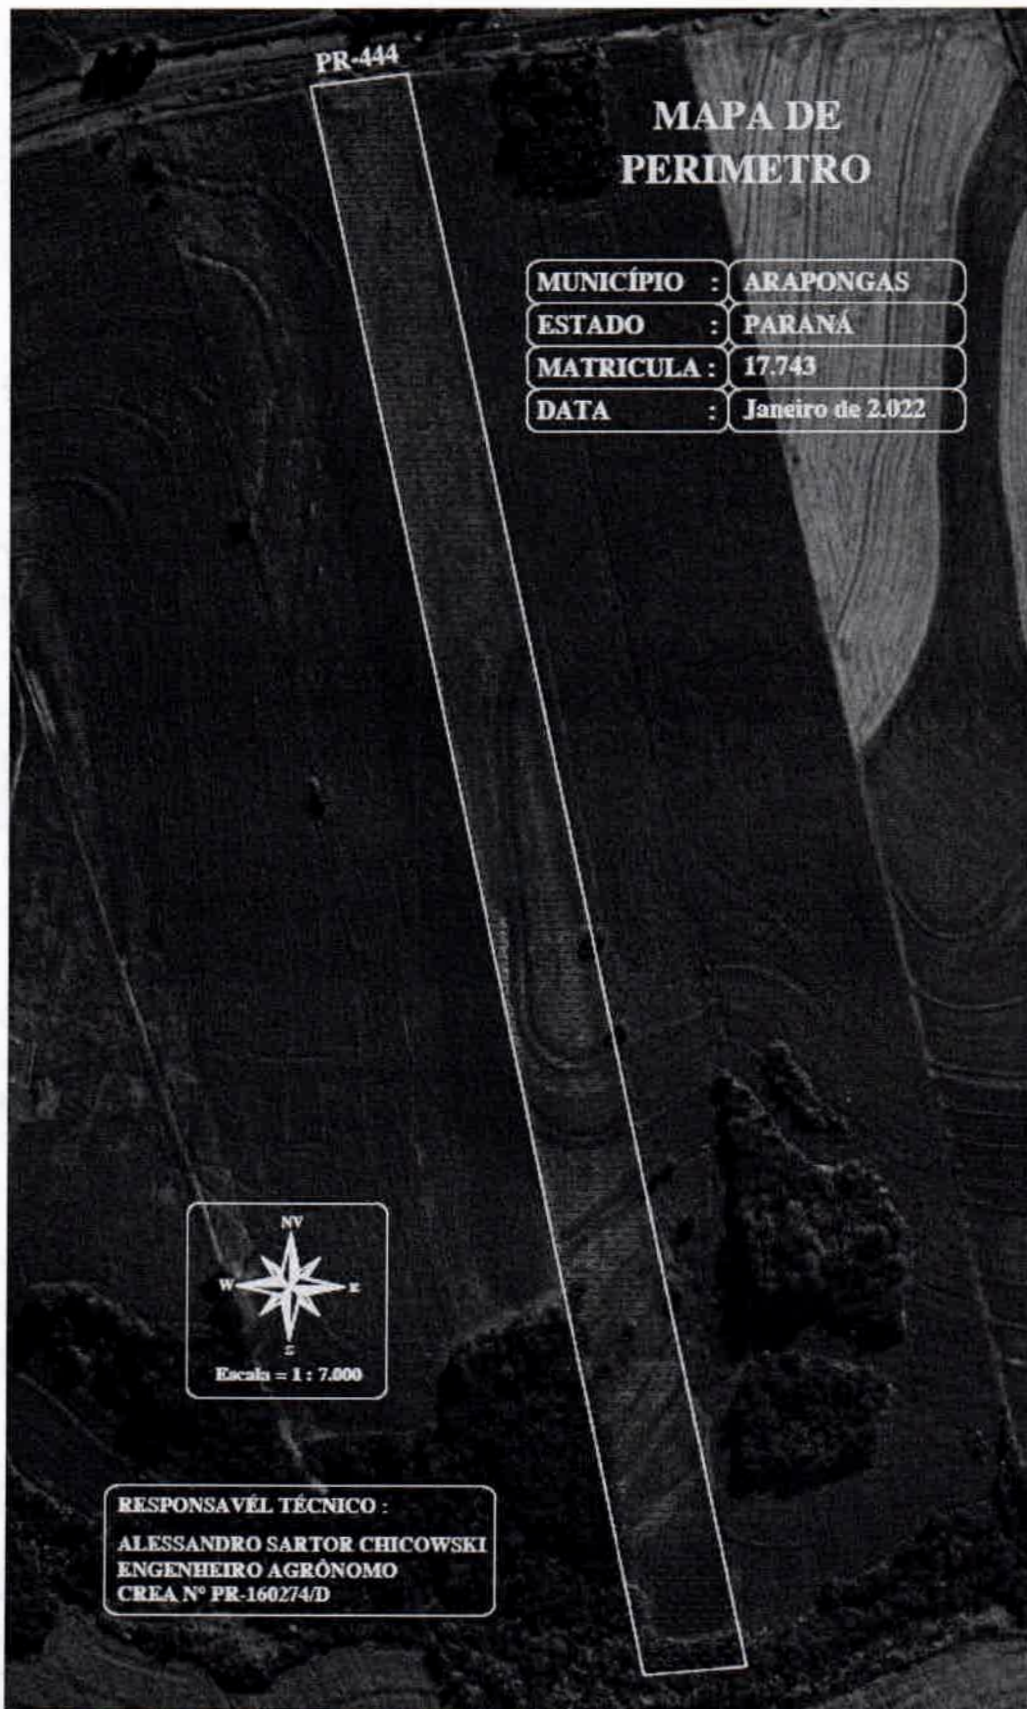 PR-444
MAPA DE
PERIMETRO
MUNICÍPIO : ARAPONGAS
ESTADO : PARANÁ
MATRICULA : 17.743
DATA : Janeiro de 2.022
NV
W E
S
Escala = 1 : 7.000
RESPONSAVÉL TÉCNICO :
ALESSANDRO SARTOR CHICOWSKI
ENGENHEIRO AGRÔNOMO
CREA Nº PR-160274/D